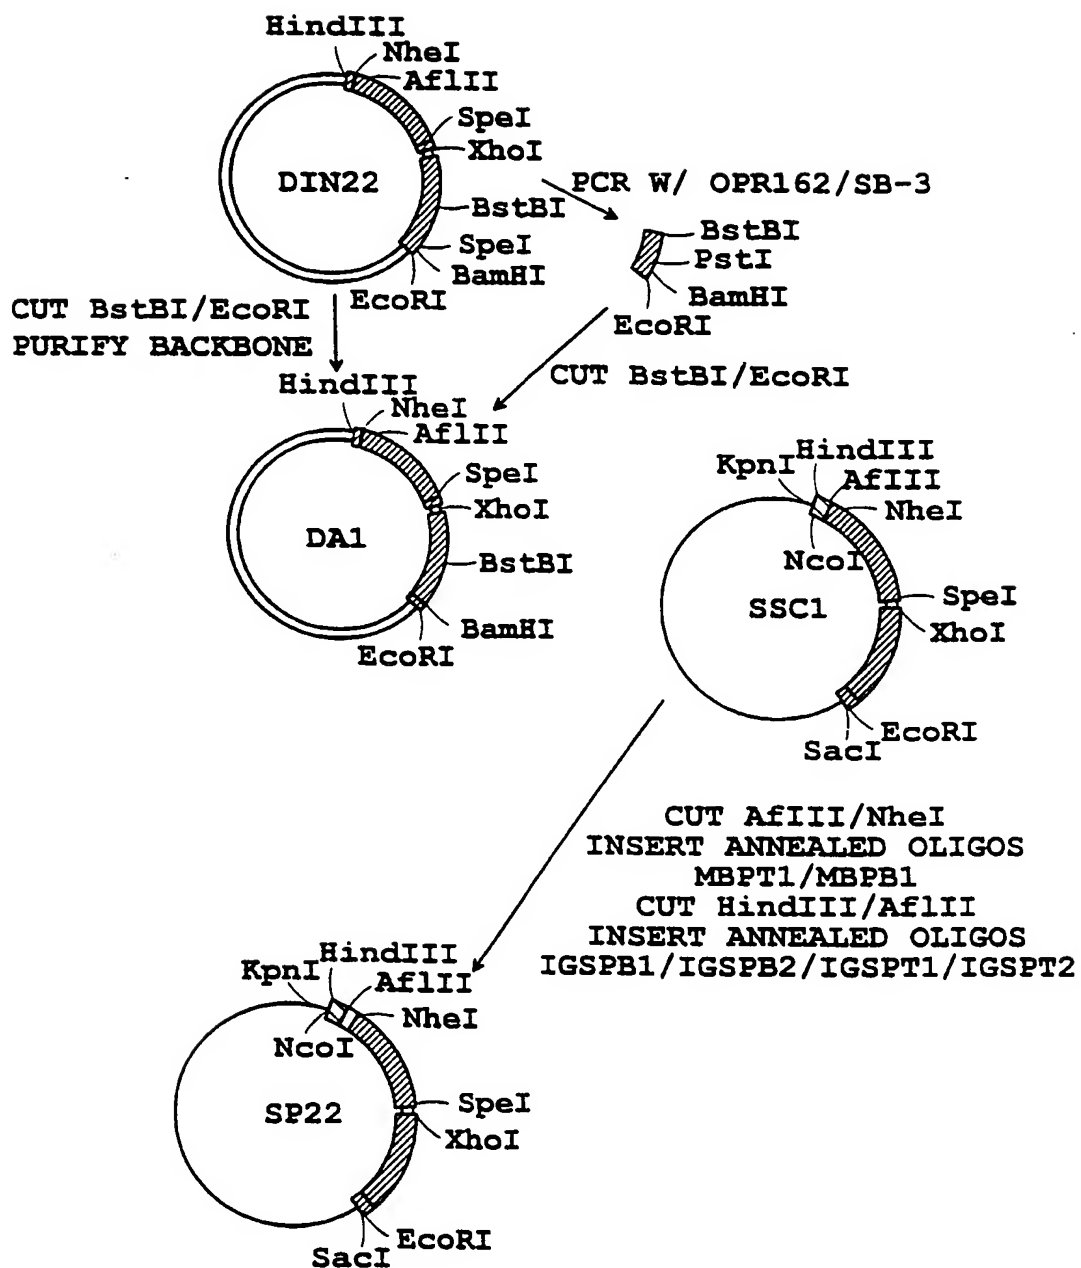 HindIII
NheI
AflII
SpeI
XhoI
DIN22
PCR W/ OPR162/SB-3
BstBI
SpeI
BamHI
EcoRI
BstBI
PstI
BamHI
EcoRI
CUT BstBI/EcoRI
PURIFY BACKBONE
CUT BstBI/EcoRI
HindIII
NheI
AflII
SpeI
XhoI
DA1
BstBI
BamHI
EcoRI
HindIII
KpnI
AfIII
NheI
NcoI
SSC1
SpeI
XhoI
EcoRI
SacI
CUT AfIII/NheI
INSERT ANNEALED OLIGOS
MBPT1/MBPB1
CUT HindIII/AflII
INSERT ANNEALED OLIGOS
IGSPB1/IGSPB2/IGSPT1/IGSPT2
HindIII
KpnI
AflII
NheI
NcoI
SP22
SpeI
XhoI
EcoRI
SacI